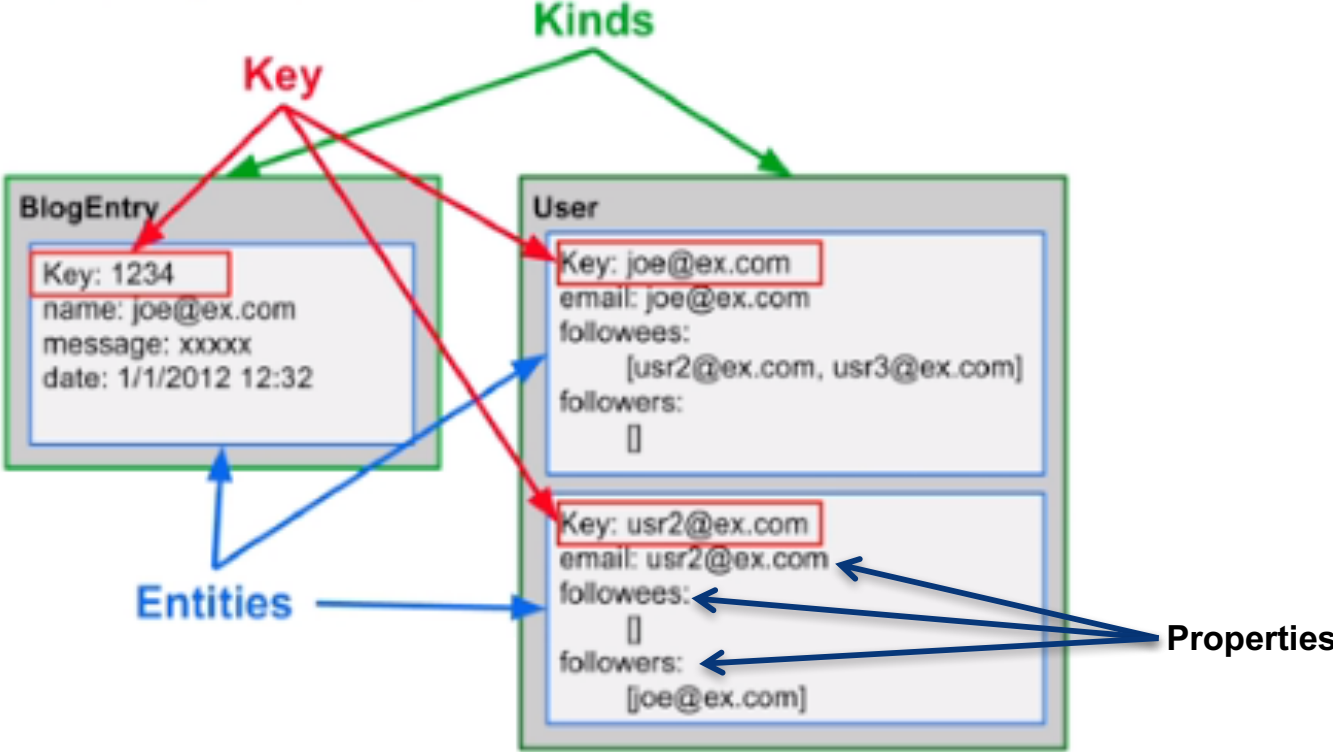 Kinds
Key
BlogEntry
Key: 1234
name: joe@ex.com
message: xxxxx
date: 1/1/2012 12:32
User
Key: joe@ex.com
email: joe@ex.com
followees:
[usr2@ex.com, usr3@ex.com]
followers:
[]
Key: usr2@ex.com
email: usr2@ex.com
followees:
[]
followers:
[joe@ex.com]
Entities
Properties